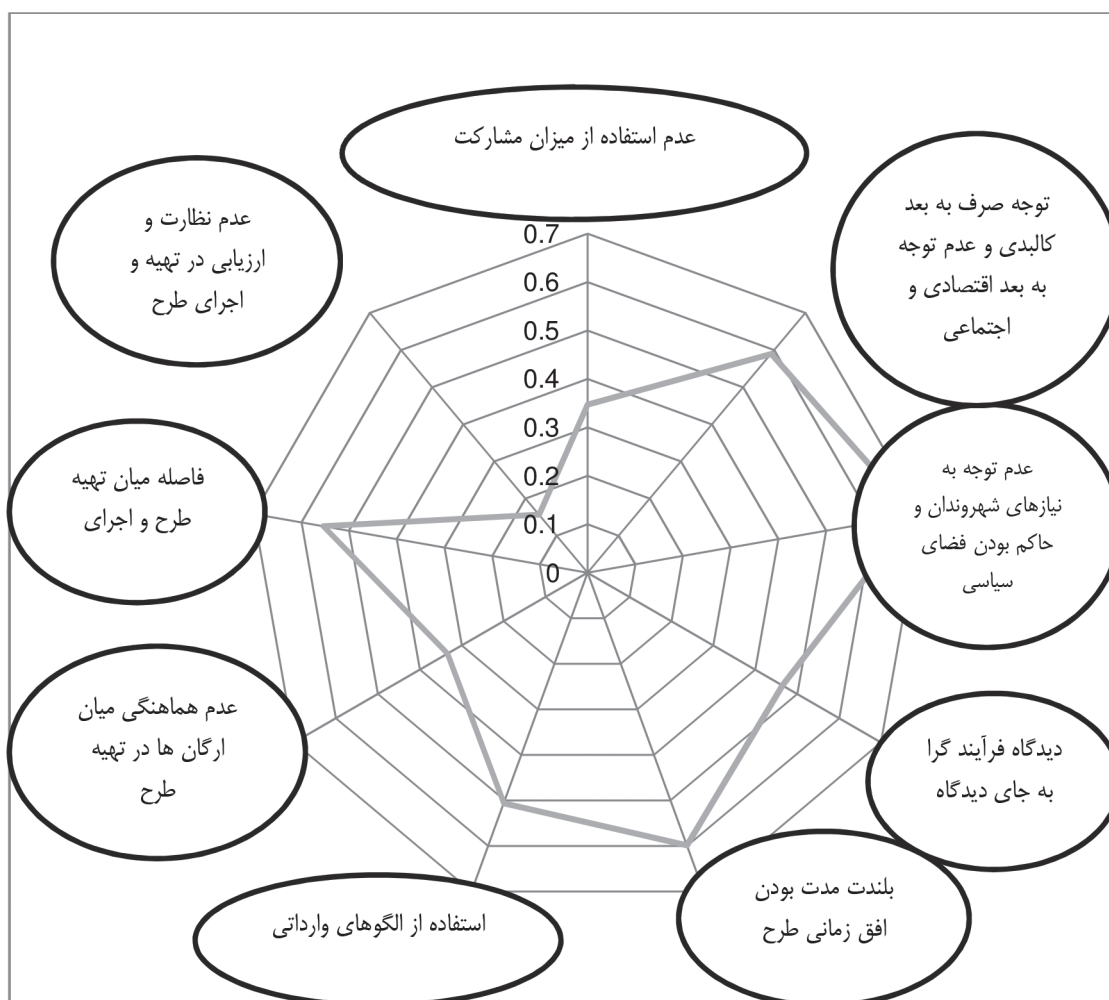 عدم استفاده از میزان مشارکت
توجه صرف به بعد
کالبدی و عدم توجه
به بعد اقتصادی و
اجتماعی
عدم توجه به
نیازهای شهروندان و
حاکم بودن فضای
سیاسی
دیدگاه فرآیند گرا
به جای دیدگاه
بلندت مدت بودن
افق زمانی طرح
استفاده از الگوهای وارداتی
عدم هماهنگی میان
ارگان ها در تهیه
طرح
فاصله میان تهیه
طرح و اجرای
عدم نظارت و
ارزیابی در تهیه و
اجرای طرح
0.7
0.6
0.5
0.4
0.3
0.2
0.1
0